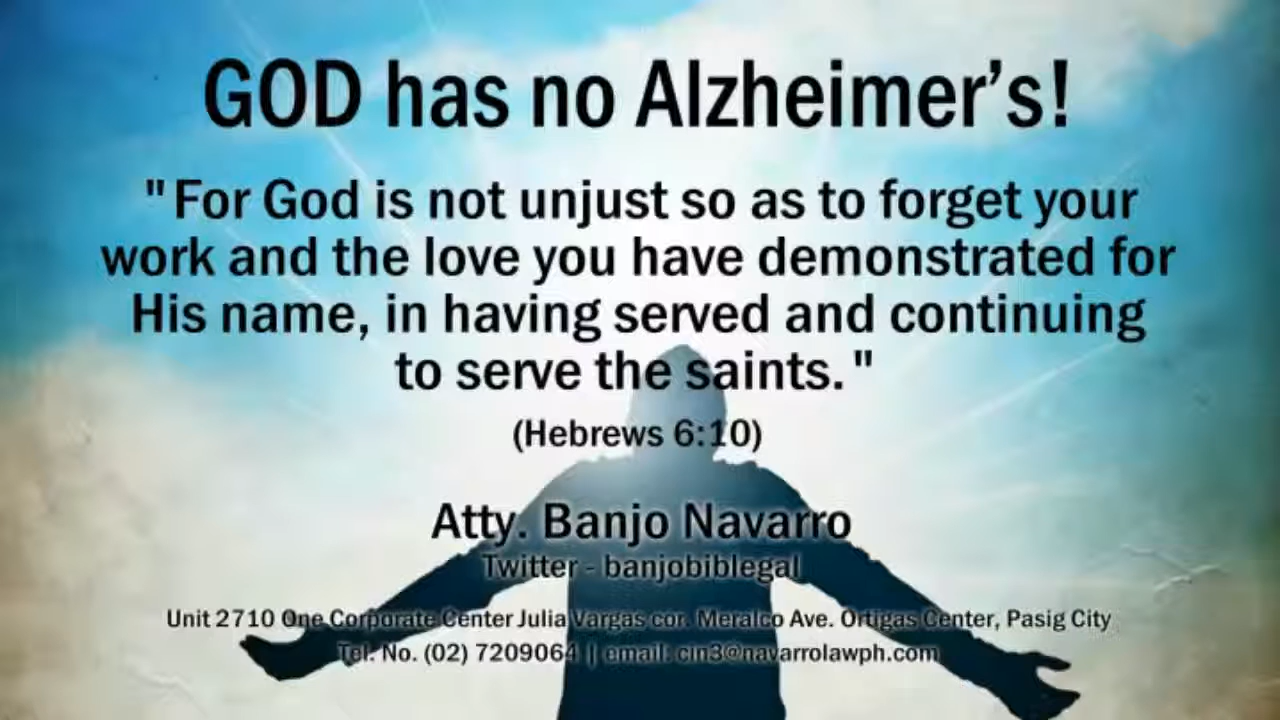 GOD has no Alzheimer's!
"For God is not unjust so as to forget your
work and the love you have demonstrated for
His name, in having served and continuing
to serve the saints."
(Hebrews 6:10)
Atty. Banjo Navarro
Twitter - banjobiblegal
Unit 2710 One Corporate Center Julia Vargas cor. Meralco Ave. Ortigas Center, Pasig City
Tel. No. (02) 7209064 | email: cin3@navarrolawph.com